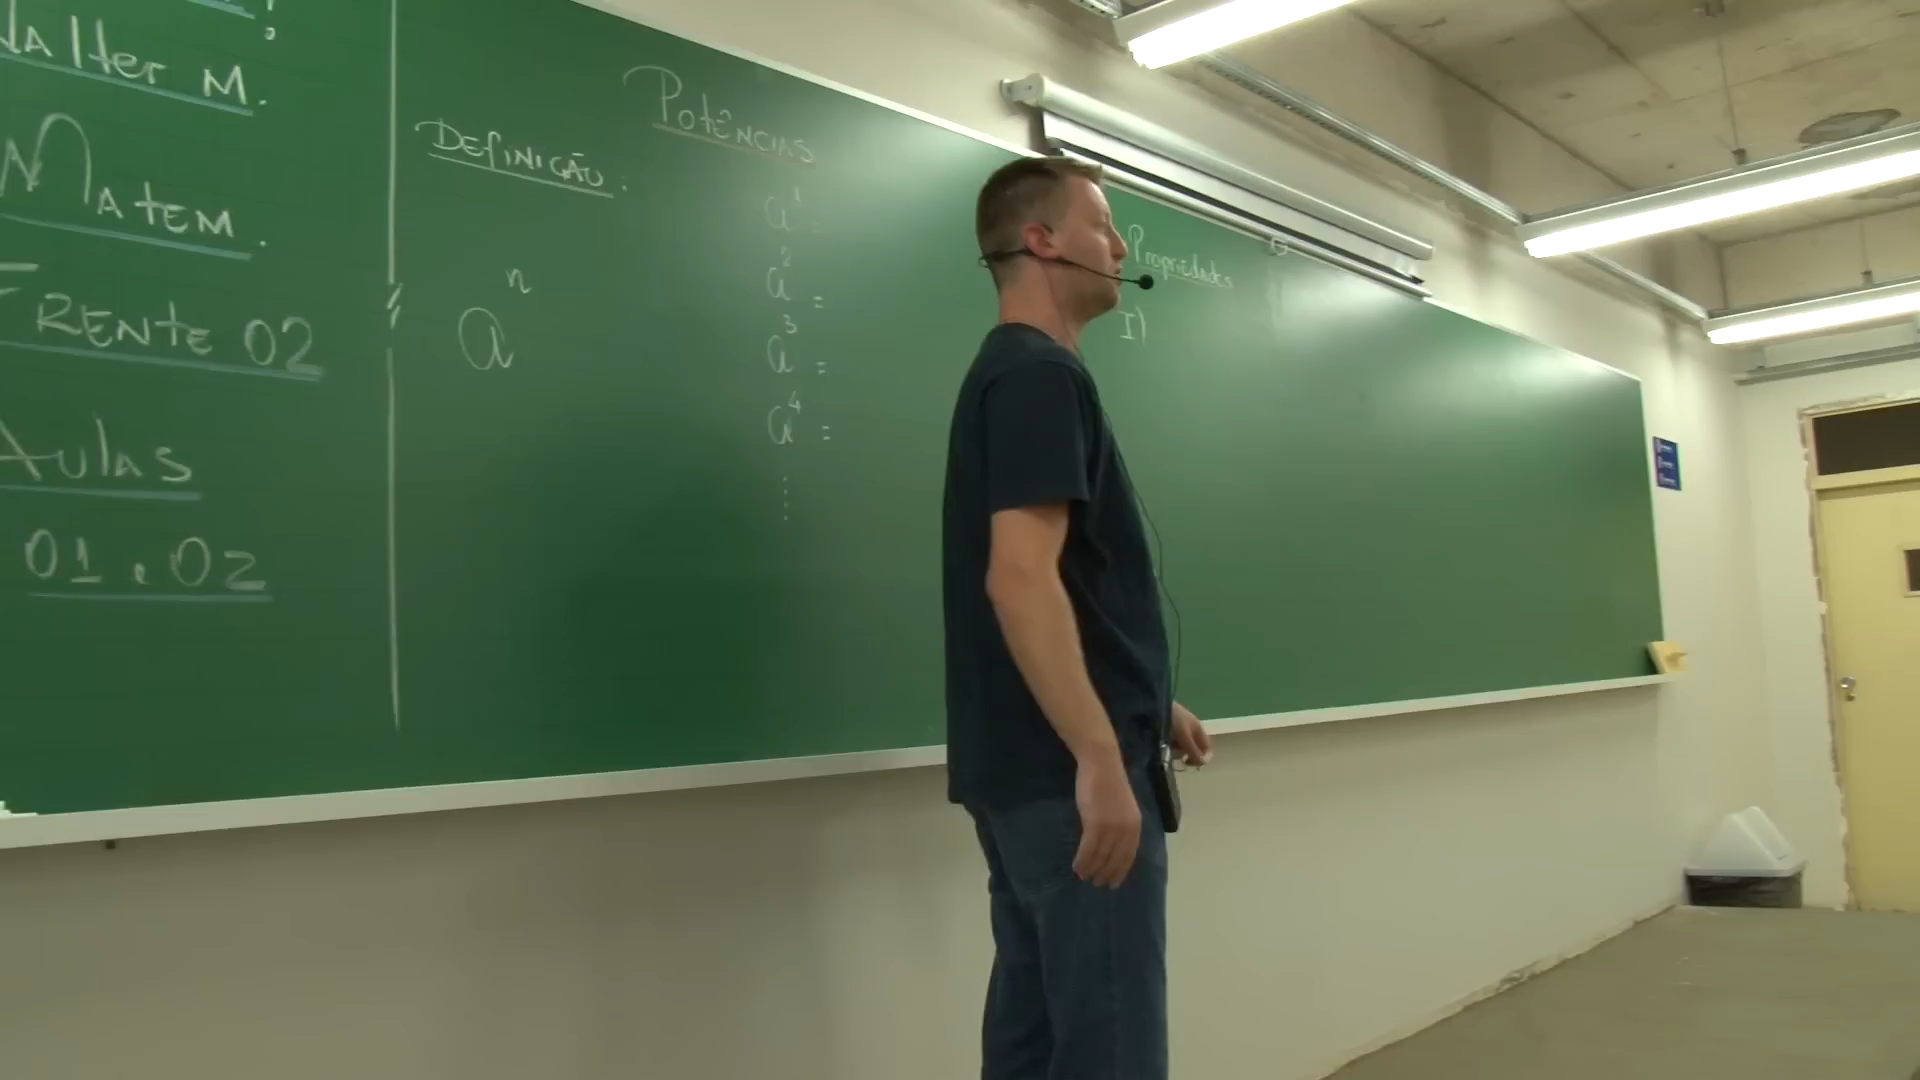 Walter M.
Matem.
Frente 02
Aulas
01 e 02
Potências
Definição:
aⁿ
a¹ =
a² =
a³ =
a⁴ =
⋮
Propriedades
I)